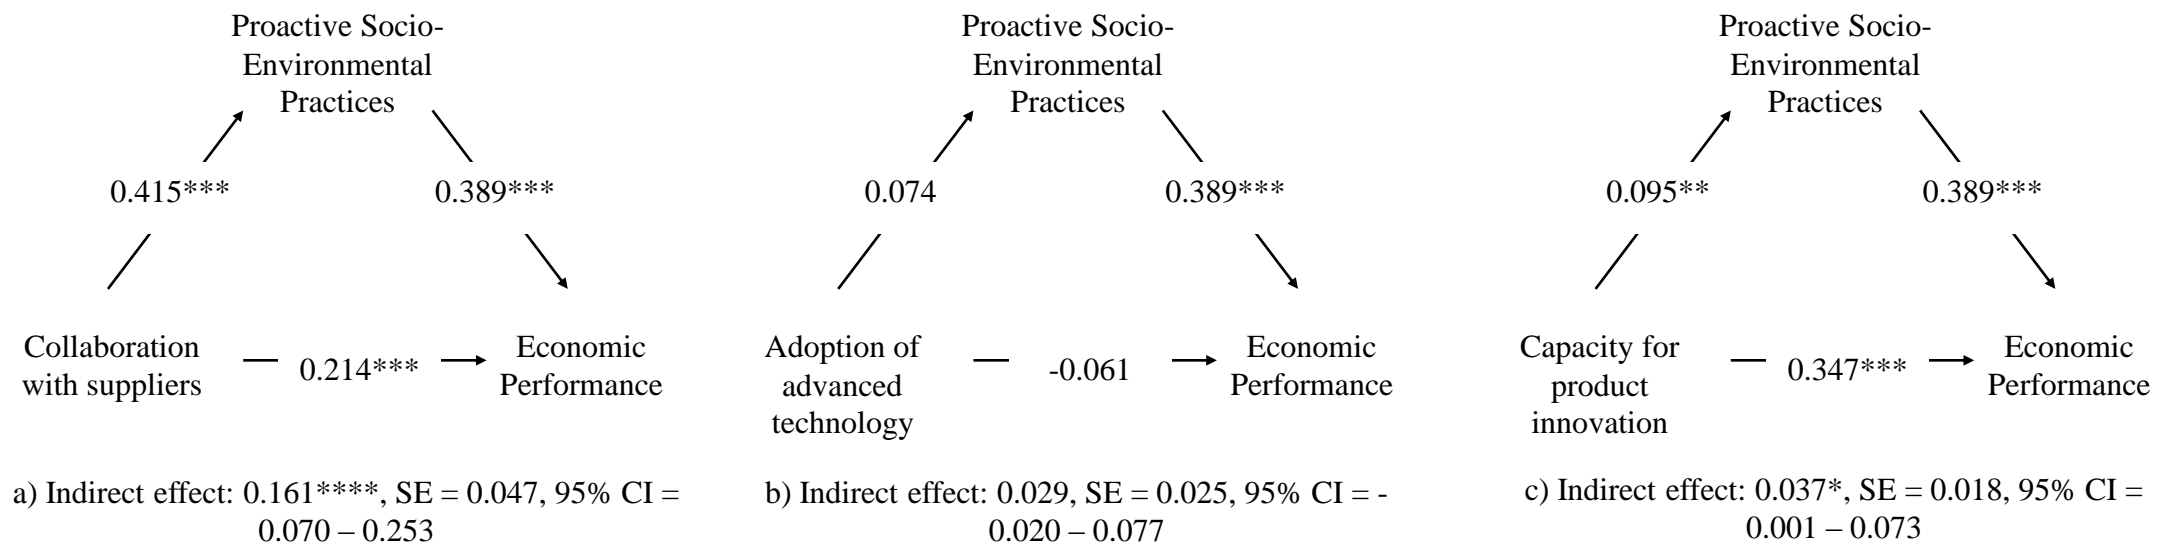 Proactive Socio-
Environmental
Practices
0.415***
0.389***
Collaboration
with suppliers
0.214***
Economic
Performance
a) Indirect effect: 0.161****, SE = 0.047, 95% CI =
0.070 – 0.253
Proactive Socio-
Environmental
Practices
0.074
0.389***
Adoption of
advanced
technology
-0.061
Economic
Performance
b) Indirect effect: 0.029, SE = 0.025, 95% CI = -
0.020 – 0.077
Proactive Socio-
Environmental
Practices
0.095**
0.389***
Capacity for
product
innovation
0.347***
Economic
Performance
c) Indirect effect: 0.037*, SE = 0.018, 95% CI =
0.001 – 0.073